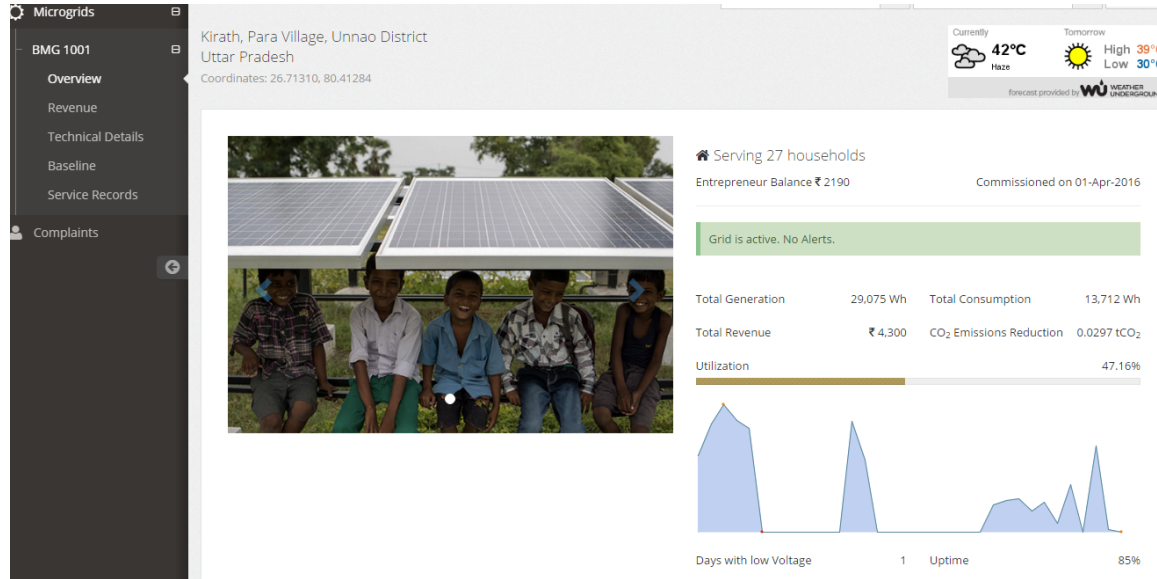 Microgrids
BMG 1001
Overview
Revenue
Technical Details
Baseline
Service Records
Complaints
Kirath, Para Village, Unnao District
Uttar Pradesh
Coordinates: 26.71310, 80.41284
Currently
42°C
Haze
Tomorrow
High 39°
Low 30°
forecast provided by WU WEATHER
UNDERGROUN
Serving 27 households
Entrepreneur Balance ₹ 2190 Commissioned on 01-Apr-2016
Grid is active. No Alerts.
Total Generation 29,075 Wh Total Consumption 13,712 Wh
Total Revenue ₹ 4,300 CO₂ Emissions Reduction 0.0297 tCO₂
Utilization 47.16%
Days with low Voltage 1 Uptime 85%